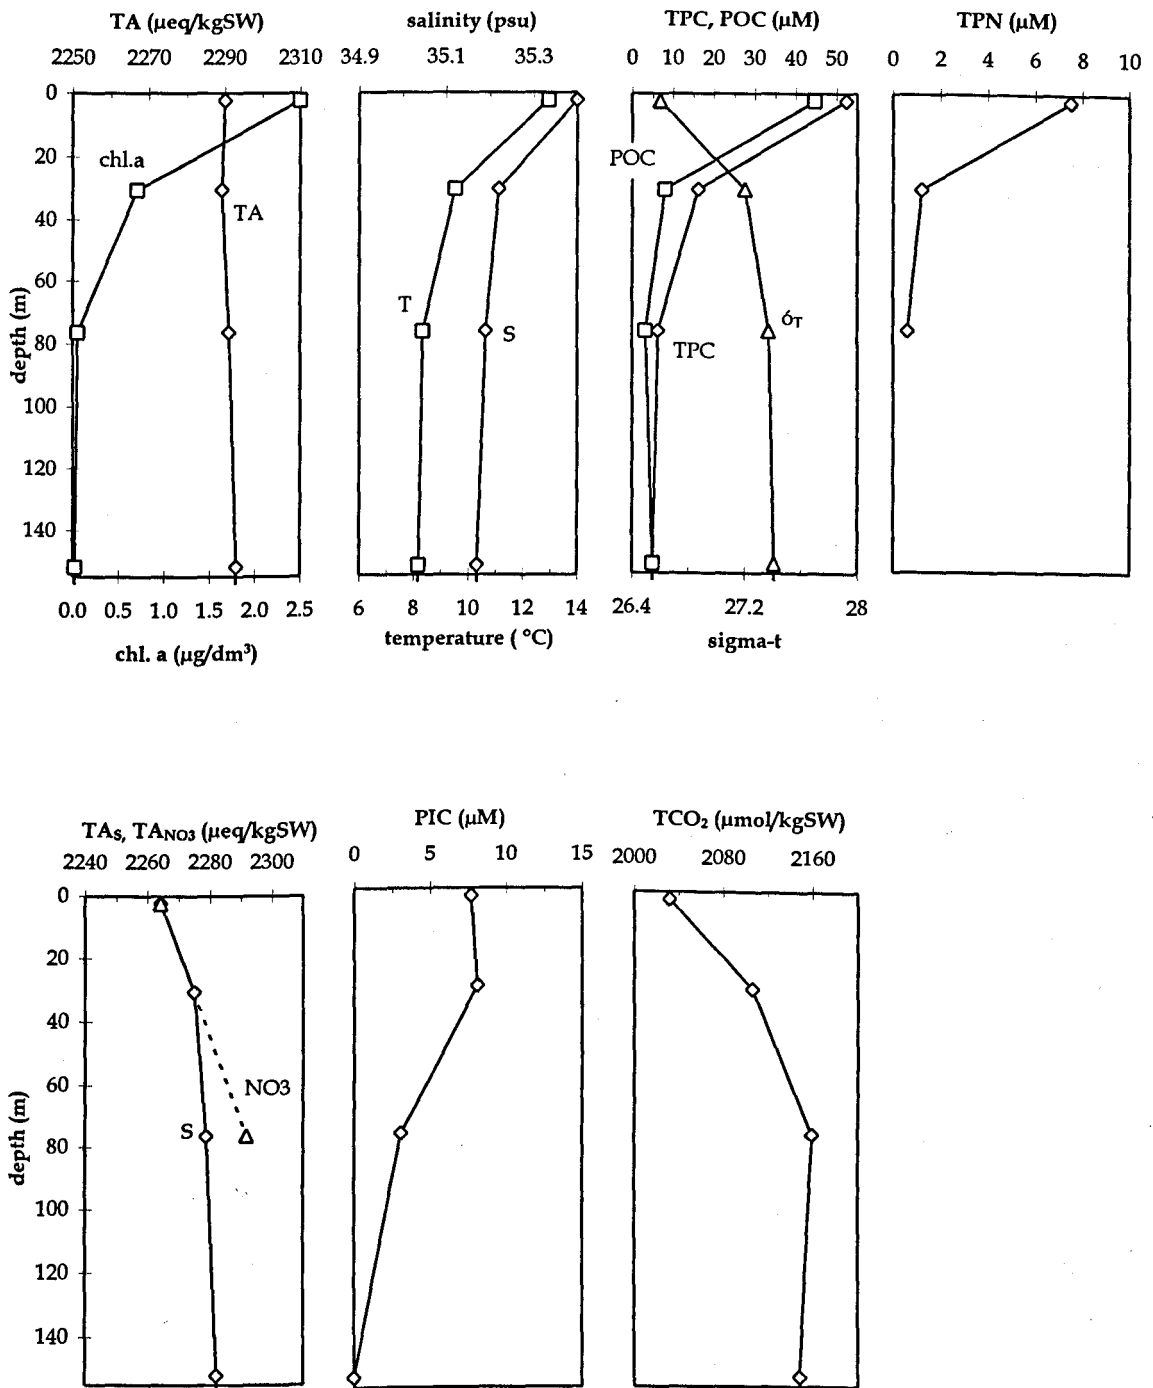 TA (μeq/kgSW)
2250 2270 2290 2310
salinity (psu)
34.9 35.1 35.3
TPC, POC (μM)
0 10 20 30 40 50
TPN (μM)
0 2 4 6 8 10
0
20
40
60
80
100
120
140
depth (m)
chl.a
TA
T
S
POC
TPC
σT
0.0 0.5 1.5 1.0 2.0 2.5
chl. a (μg/dm³)
6 8 10 12 14
temperature ( °C)
26.4 27.2 28
sigma-t
TAS, TANO3 (μeq/kgSW)
2240 2264 2280 2300
PIC (μM)
0 5 10 15
TCO2 (μmol/kgSW)
2000 2080 2160
0
20
40
60
80
100
120
140
depth (m)
NO3
S